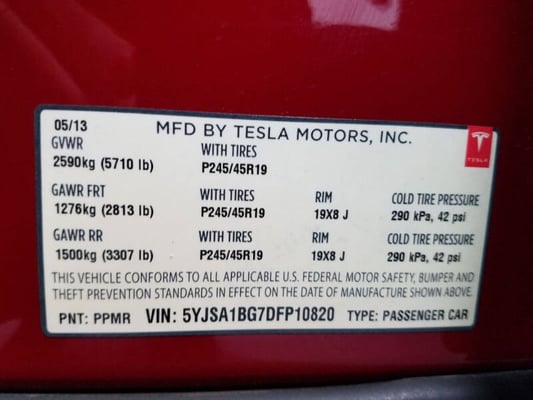 05/13 MFD BY TESLA MOTORS, INC.
TESLA
GVWR WITH TIRES
2590kg (5710 lb) P245/45R19
GAWR FRT WITH TIRES RIM COLD TIRE PRESSURE
1276kg (2813 lb) P245/45R19 19X8 J 290 kPa, 42 psi
GAWR RR WITH TIRES RIM COLD TIRE PRESSURE
1500kg (3307 lb) P245/45R19 19X8 J 290 kPa, 42 psi
THIS VEHICLE CONFORMS TO ALL APPLICABLE U.S. FEDERAL MOTOR SAFETY, BUMPER AND
THEFT PREVENTION STANDARDS IN EFFECT ON THE DATE OF MANUFACTURE SHOWN ABOVE.
PNT: PPMR VIN: 5YJSA1BG7DFP10820 TYPE: PASSENGER CAR